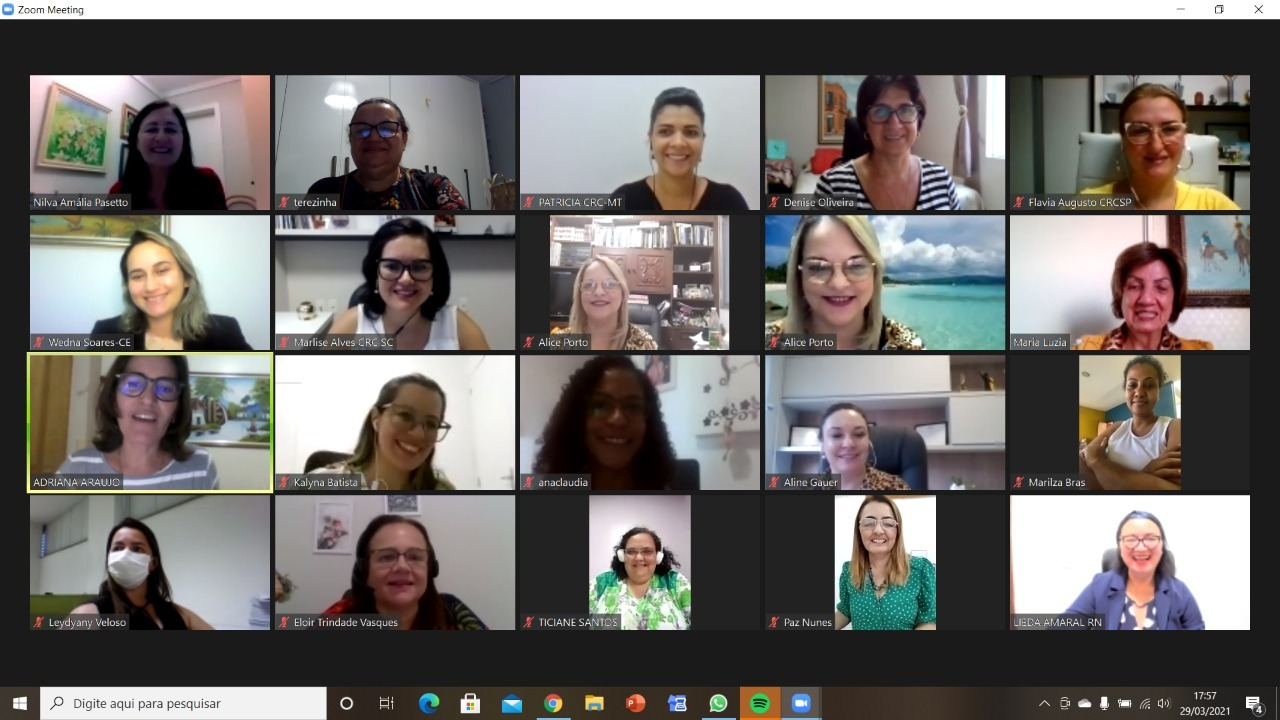 Zoom Meeting
Nilva Amália Pasetto
terezinha
PATRICIA CRC-MT
Denise Oliveira
Flavia Augusto CRCSP
Wedna Soares-CE
Marlise Alves CRC SC
Alice Porto
Alice Porto
Maria Luzia
ADRIANA ARAUJO
Kalyna Batista
anaclaudia
Aline Gauer
Marilza Bras
Leydyany Veloso
Eloir Trindade Vasques
TICIANE SANTOS
Paz Nunes
LIEDA AMARAL RN
Digite aqui para pesquisar
17:57
29/03/2021
4